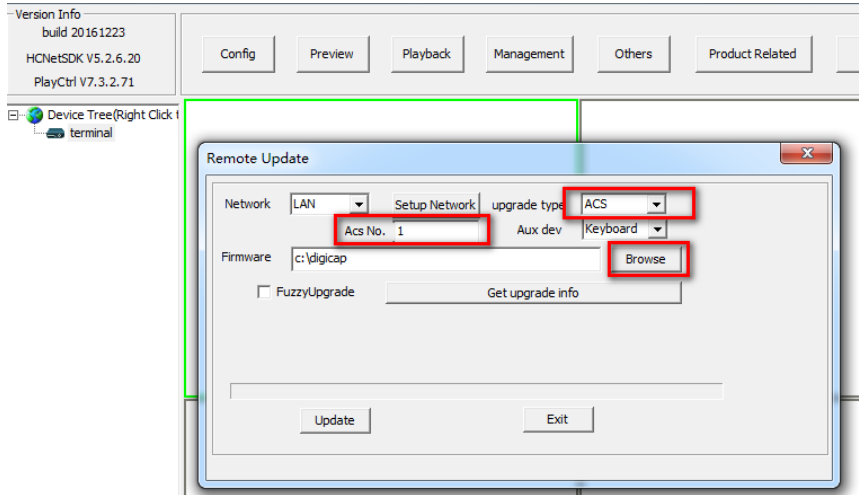 Version Info
build 20161223
HCNetSDK V5.2.6.20
PlayCtrl V7.3.2.71
Config Preview Playback Management Others Product Related
Device Tree(Right Click
terminal
Remote Update
Network LAN Setup Network upgrade type ACS
Acs No. 1 Aux dev Keyboard
Firmware c:\digicap Browse
FuzzyUpgrade Get upgrade info
Update Exit